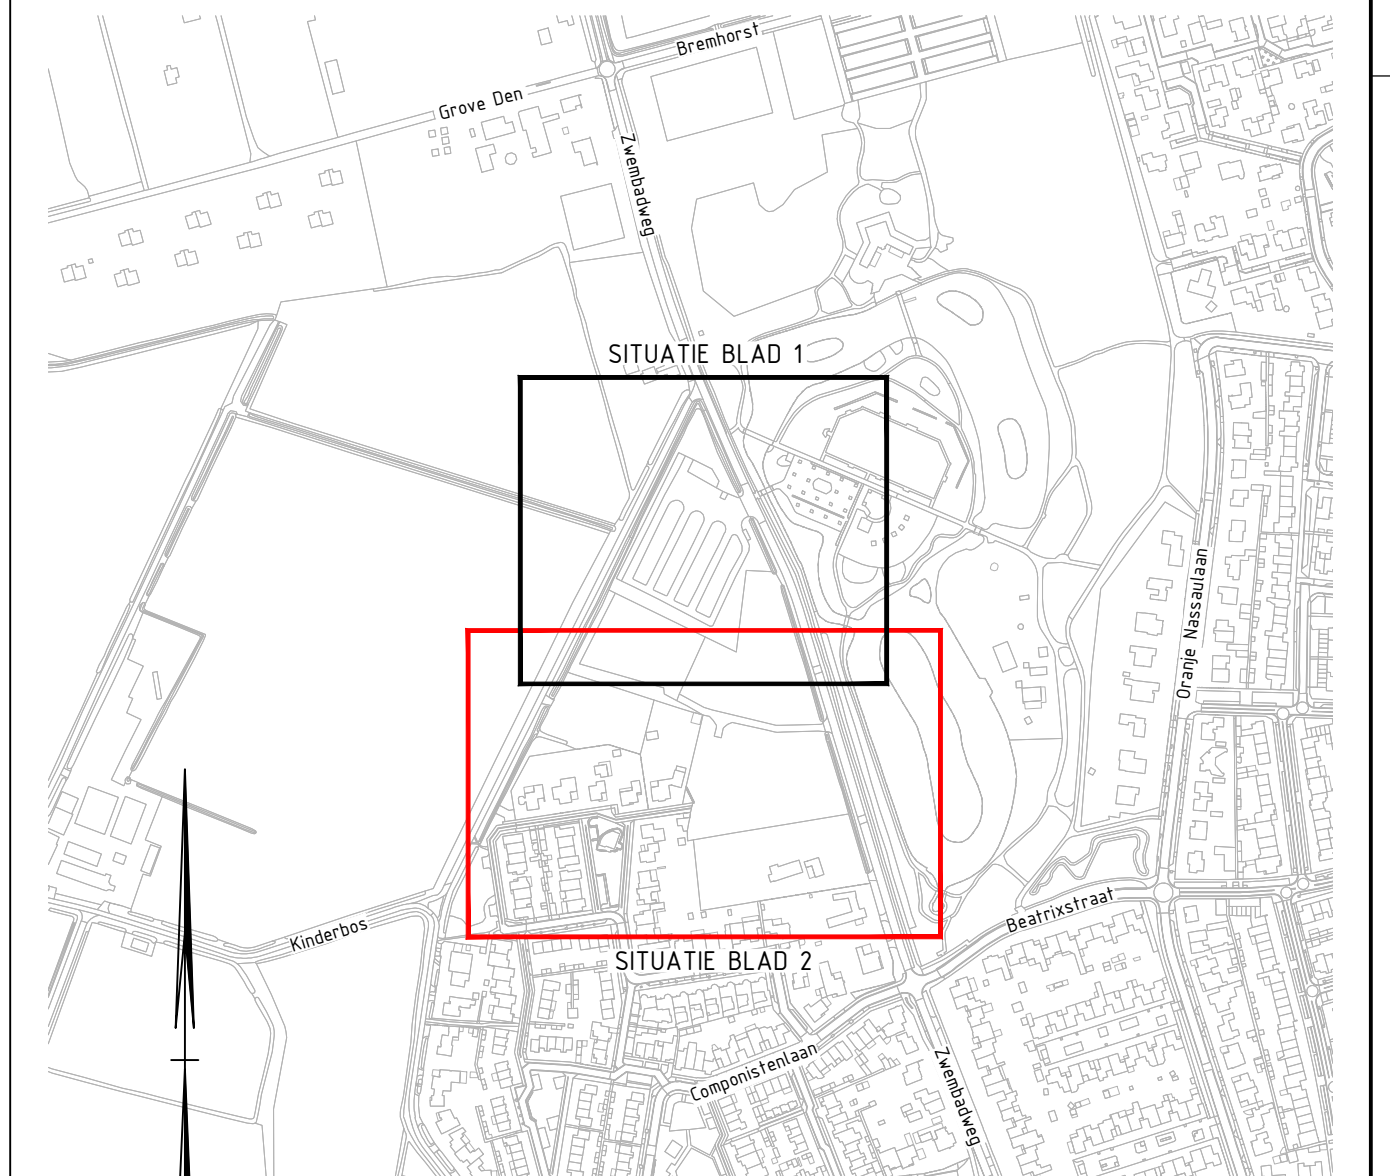 Bremhorst
Grove Den
Zwembadweg
SITUATIE BLAD 1
Oranje Nassaulaan
Beatrixstraat
Kinderbos
SITUATIE BLAD 2
Componistenlaan
Zwembadweg